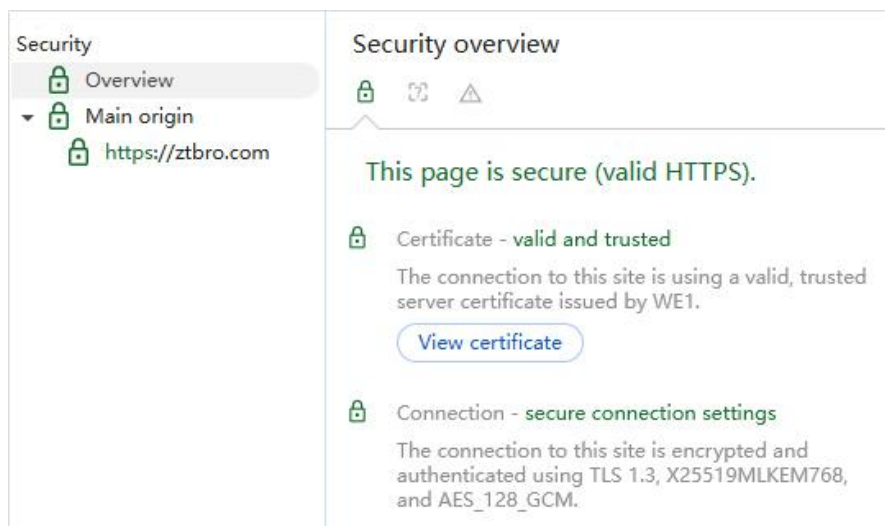 Security
Overview
Main origin
https://ztbro.com
Security overview
This page is secure (valid HTTPS).
Certificate - valid and trusted
The connection to this site is using a valid, trusted
server certificate issued by WE1.
View certificate
Connection - secure connection settings
The connection to this site is encrypted and
authenticated using TLS 1.3, X25519MLKEM768,
and AES_128_GCM.